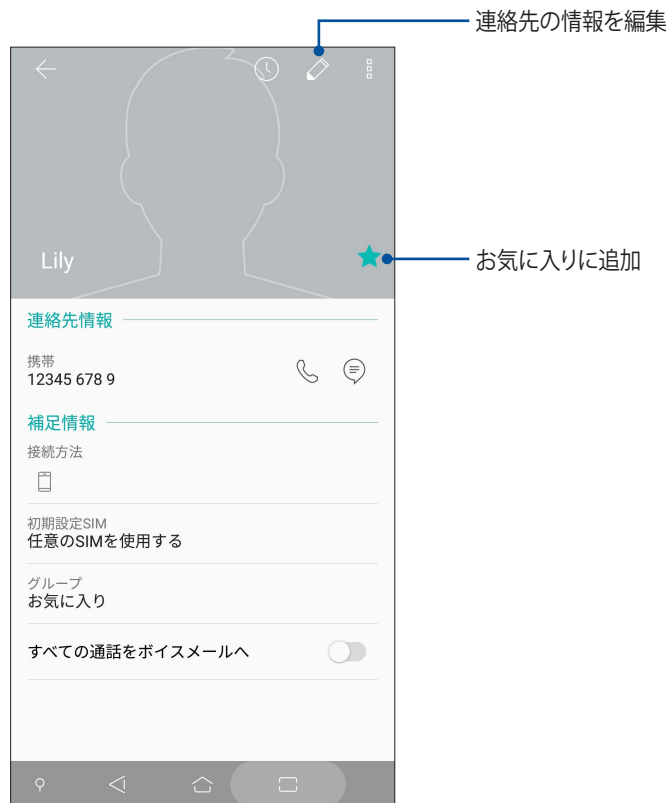 連絡先の情報を編集
Lily
お気に入りに追加
連絡先情報
携帯
12345 678 9
補足情報
接続方法
初期設定SIM
任意のSIMを使用する
グループ
お気に入り
すべての通話をボイスメールへ